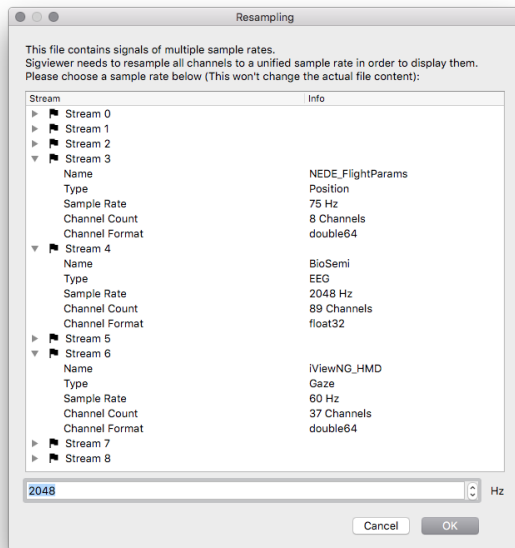 Resampling
This file contains signals of multiple sample rates.
Sigviewer needs to resample all channels to a unified sample rate in order to display them.
Please choose a sample rate below (This won't change the actual file content):
Stream Info
Stream 0
Stream 1
Stream 2
Stream 3
Name NEDE_FlightParams
Type Position
Sample Rate 75 Hz
Channel Count 8 Channels
Channel Format double64
Stream 4
Name BioSemi
Type EEG
Sample Rate 2048 Hz
Channel Count 89 Channels
Channel Format float32
Stream 5
Stream 6
Name iViewNG_HMD
Type Gaze
Sample Rate 60 Hz
Channel Count 37 Channels
Channel Format double64
Stream 7
Stream 8
2048 Hz
Cancel OK